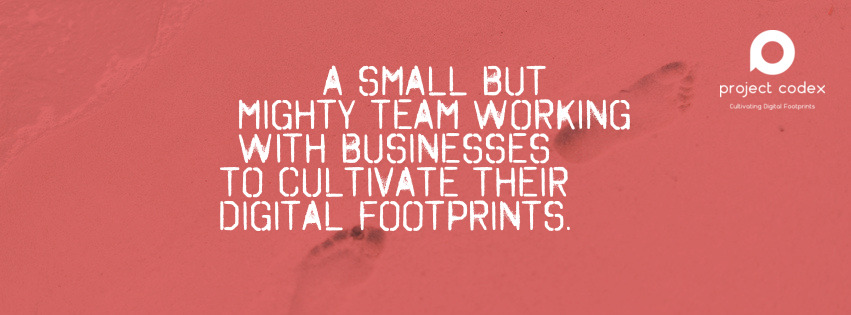 A SMALL BUT
MIGHTY TEAM WORKING
WITH BUSINESSES
TO CULTIVATE THEIR
DIGITAL FOOTPRINTS.
project codex
Cultivating Digital Footprints